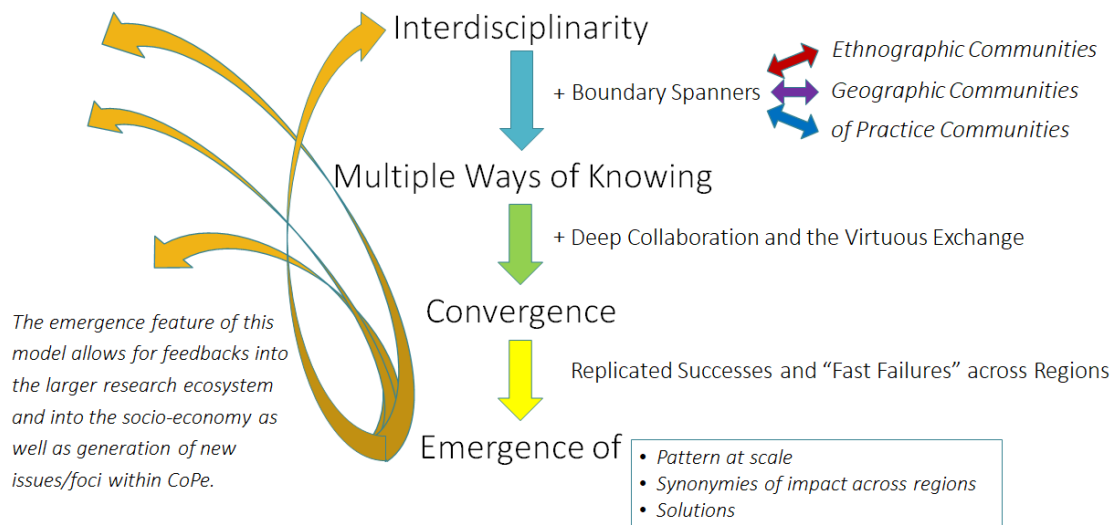 Interdisciplinarity
+ Boundary Spanners
Ethnographic Communities
Geographic Communities
of Practice Communities
Multiple Ways of Knowing
+ Deep Collaboration and the Virtuous Exchange
Convergence
Replicated Successes and “Fast Failures” across Regions
Emergence of
• Pattern at scale
• Synonymies of impact across regions
• Solutions
The emergence feature of this
model allows for feedbacks into
the larger research ecosystem
and into the socio-economy as
well as generation of new
issues/foci within CoPe.